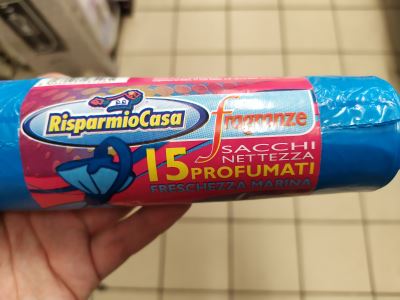 RisparmioCasa
fragranze
SACCHI
NETTEZZA
15 PROFUMATI
FRESCHEZZA MARINA